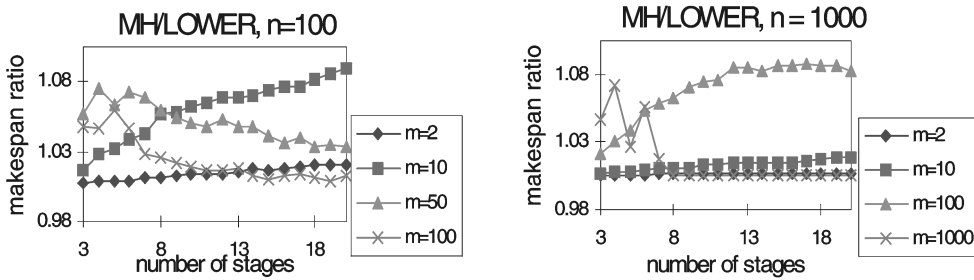 MH/LOWER, n=100
makespan ratio
1.08
1.03
0.98
3
8
13
18
number of stages
m=2
m=10
m=50
m=100
MH/LOWER, n = 1000
makespan ratio
1.08
1.03
0.98
3
8
13
18
number of stages
m=2
m=10
m=100
m=1000